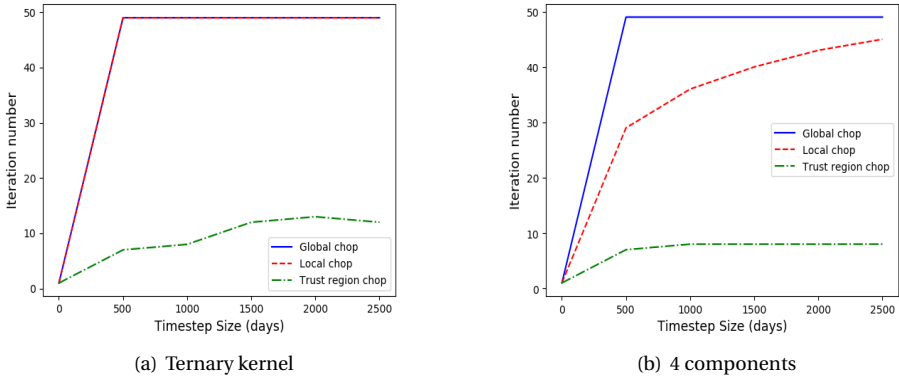 50
40
30
20
10
0
Iteration number
Global chop
Local chop
Trust region chop
0 500 1000 1500 2000 2500
Timestep Size (days)
(a) Ternary kernel
50
40
30
20
10
0
Iteration number
Global chop
Local chop
Trust region chop
0 500 1000 1500 2000 2500
Timestep Size (days)
(b) 4 components